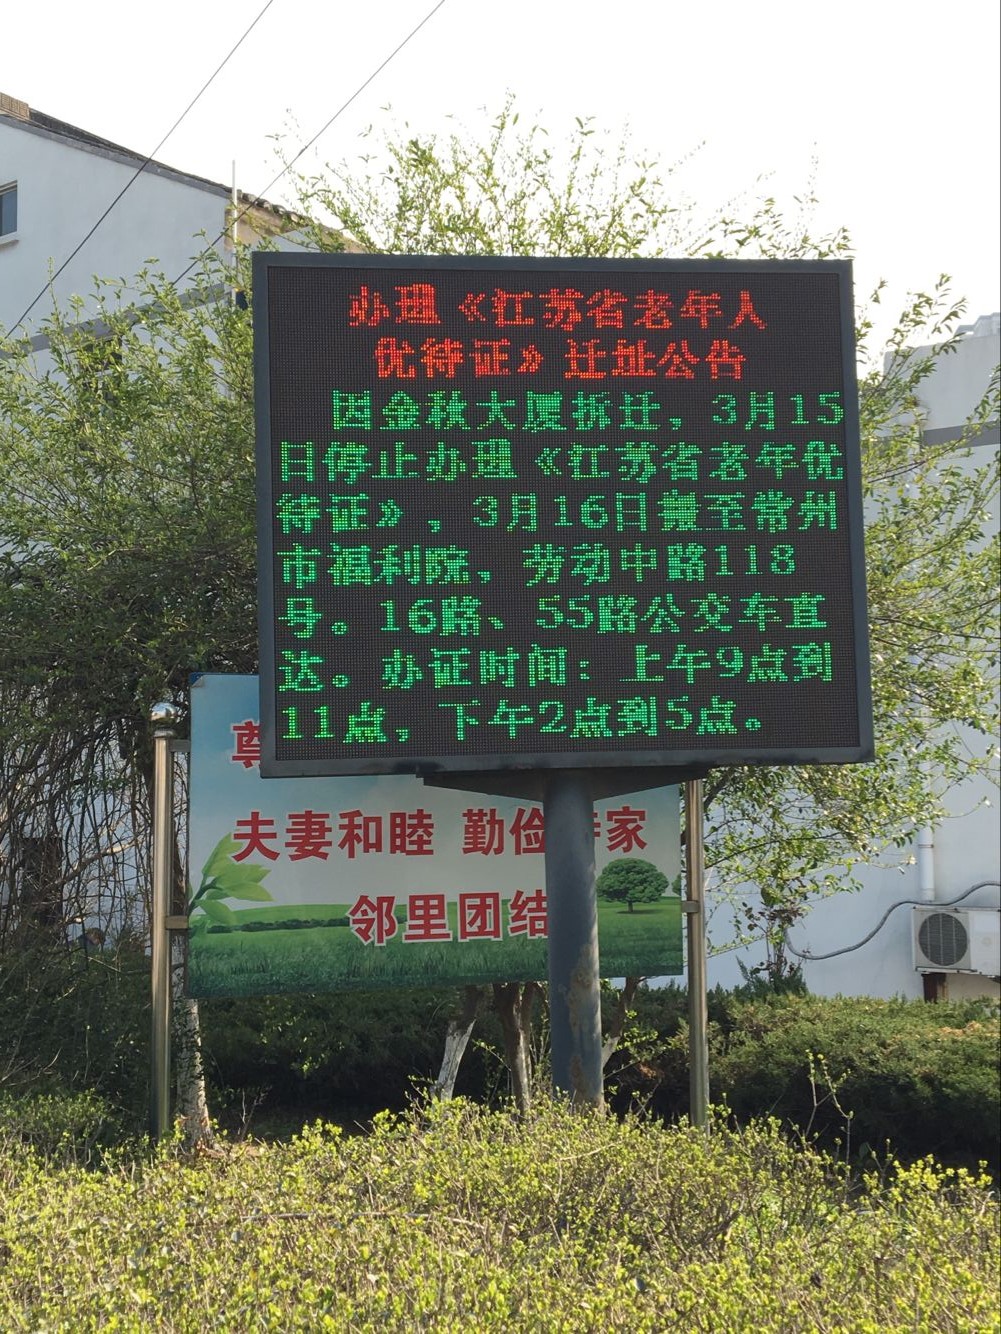 办理《江苏省老年人
优待证》迁址公告
因金秋大厦拆迁，3月15
日停止办理《江苏省老年优
待证》，3月16日搬至常州
市福利院，劳动中路118
号。16路、55路公交车直
达。办证时间：上午9点到
11点，下午2点到5点。
尊
夫妻和睦 勤俭持家
邻里团结